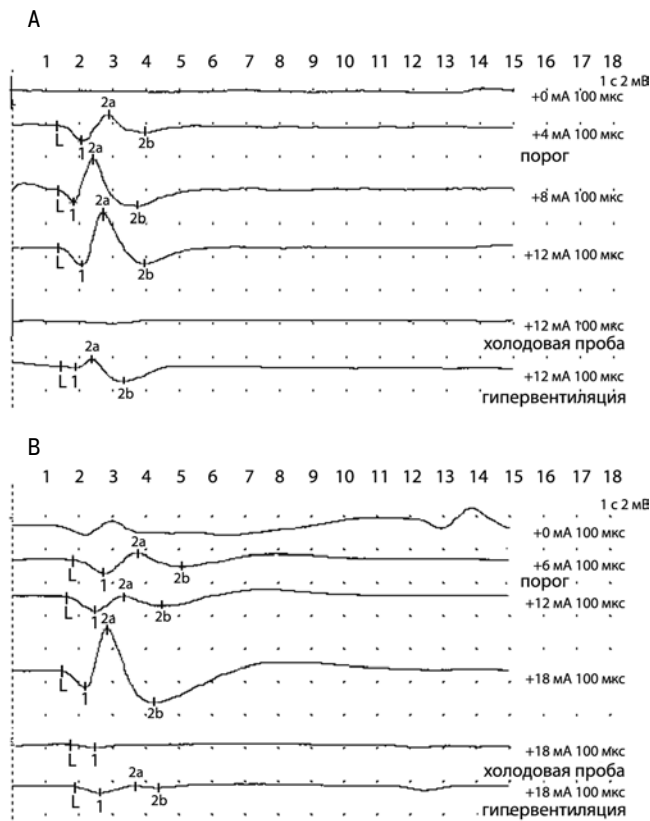 A
1 2 3 4 5 6 7 8 9 10 11 12 13 14 15 16 17 18
1 с 2 мВ
+0 мА 100 мкс
2a
L 1 2b
+4 мА 100 мкс
порог
2a
L 1 2b
+8 мА 100 мкс
2a
L 1 2b
+12 мА 100 мкс
+12 мА 100 мкс
холодовая проба
2a
L 1 2b
+12 мА 100 мкс
гипервентиляция
B
1 2 3 4 5 6 7 8 9 10 11 12 13 14 15 16 17 18
1 с 2 мВ
+0 мА 100 мкс
2a
L 1 2b
+6 мА 100 мкс
порог
2a
L 1 2b
+12 мА 100 мкс
2a
L 1 2b
+18 мА 100 мкс
L 1
+18 мА 100 мкс
холодовая проба
2a
L 1 2b
+18 мА 100 мкс
гипервентиляция